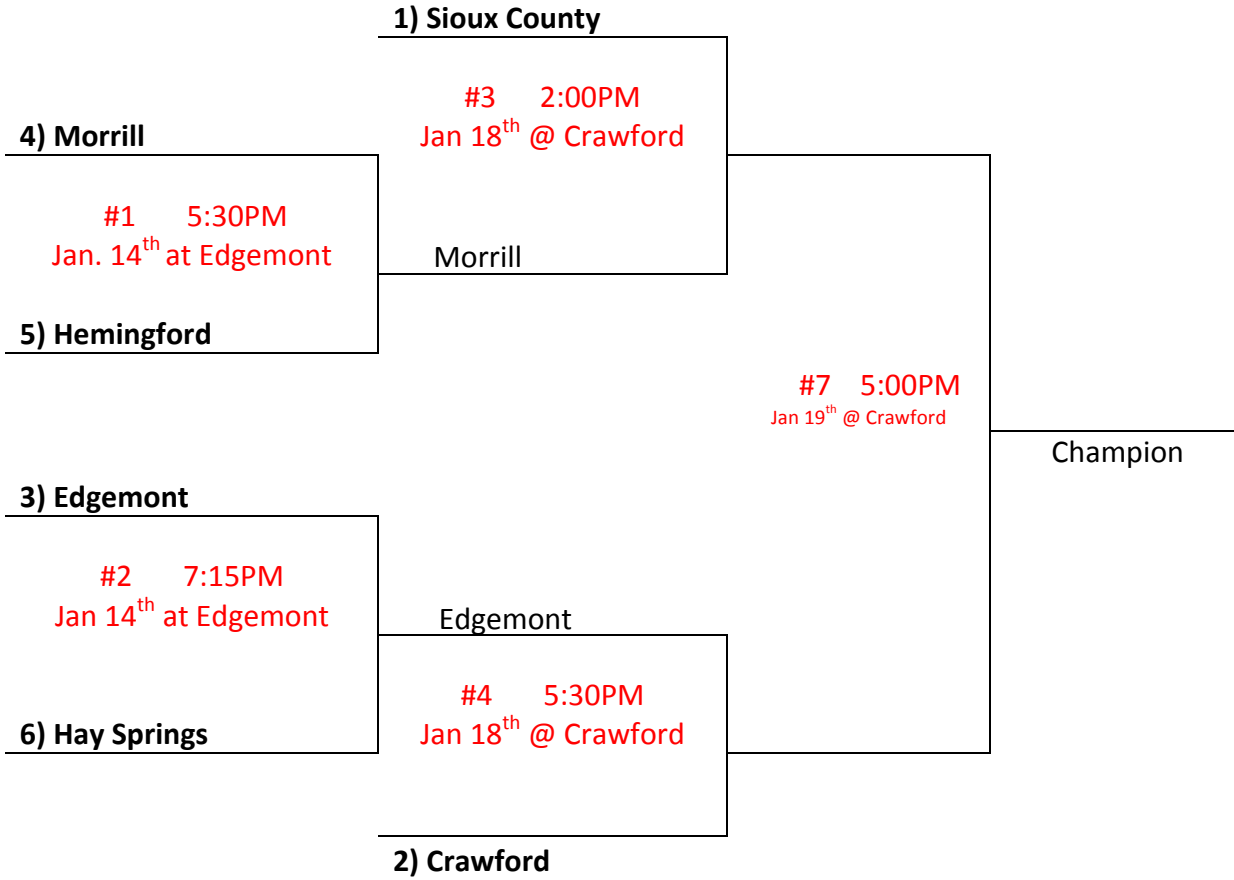 1) Sioux County
#3 2:00PM
Jan 18th @ Crawford
4) Morrill
#1 5:30PM
Jan. 14th at Edgemont
Morrill
5) Hemingford
#7 5:00PM
Jan 19th @ Crawford
Champion
3) Edgemont
#2 7:15PM
Jan 14th at Edgemont
Edgemont
#4 5:30PM
Jan 18th @ Crawford
6) Hay Springs
2) Crawford